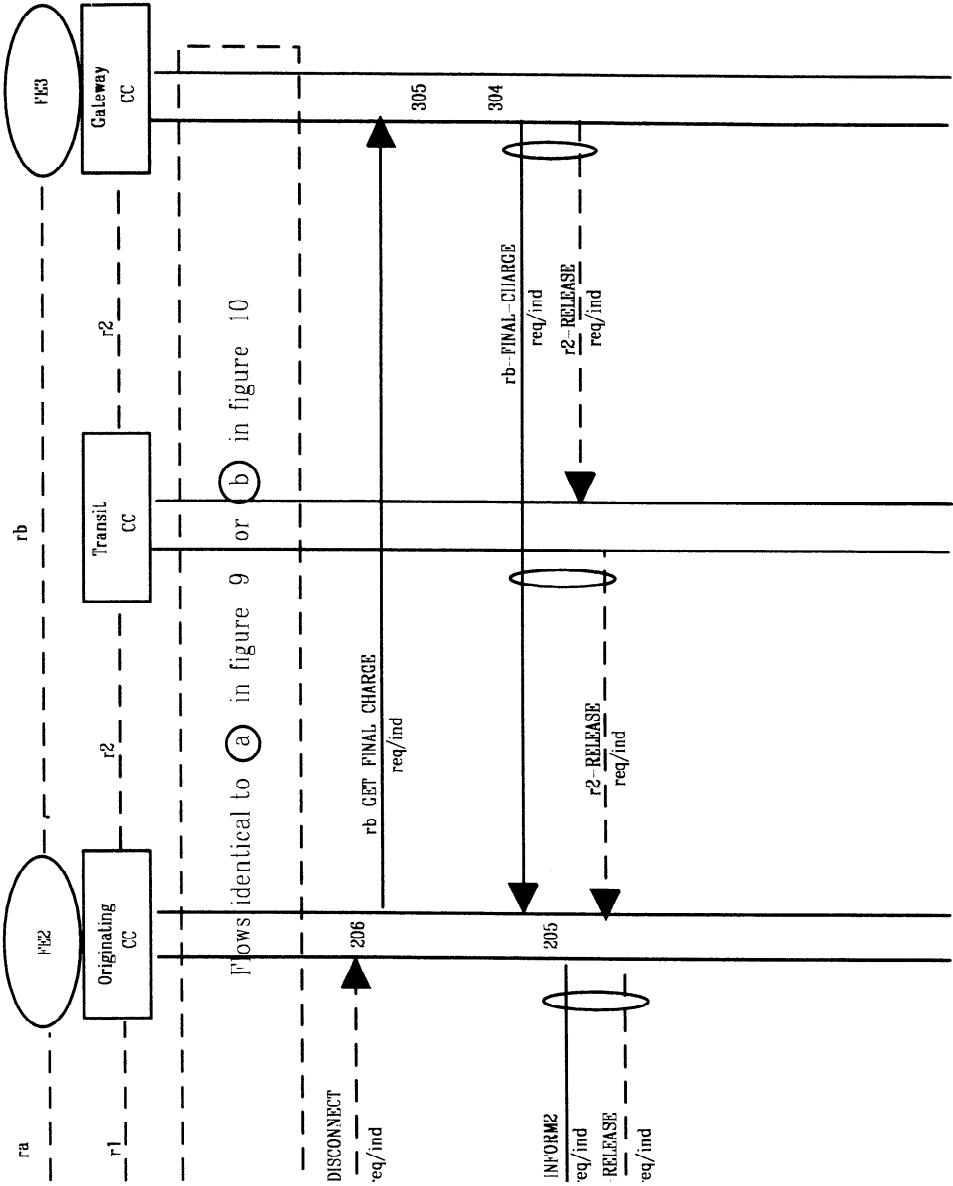 ra
FE2
rb
FE3
r1
Originating
CC
r2
Transit
CC
r2
Gateway
CC
Flows identical to a in figure 9 or b in figure 10
DISCONNECT
req/ind
206
rb GET FINAL CHARGE
req/ind
305
304
rb-FINAL-CHARGE
req/ind
r2-RELEASE
req/ind
205
r2-RELEASE
req/ind
INFORM2
req/ind
-RELEASE
req/ind